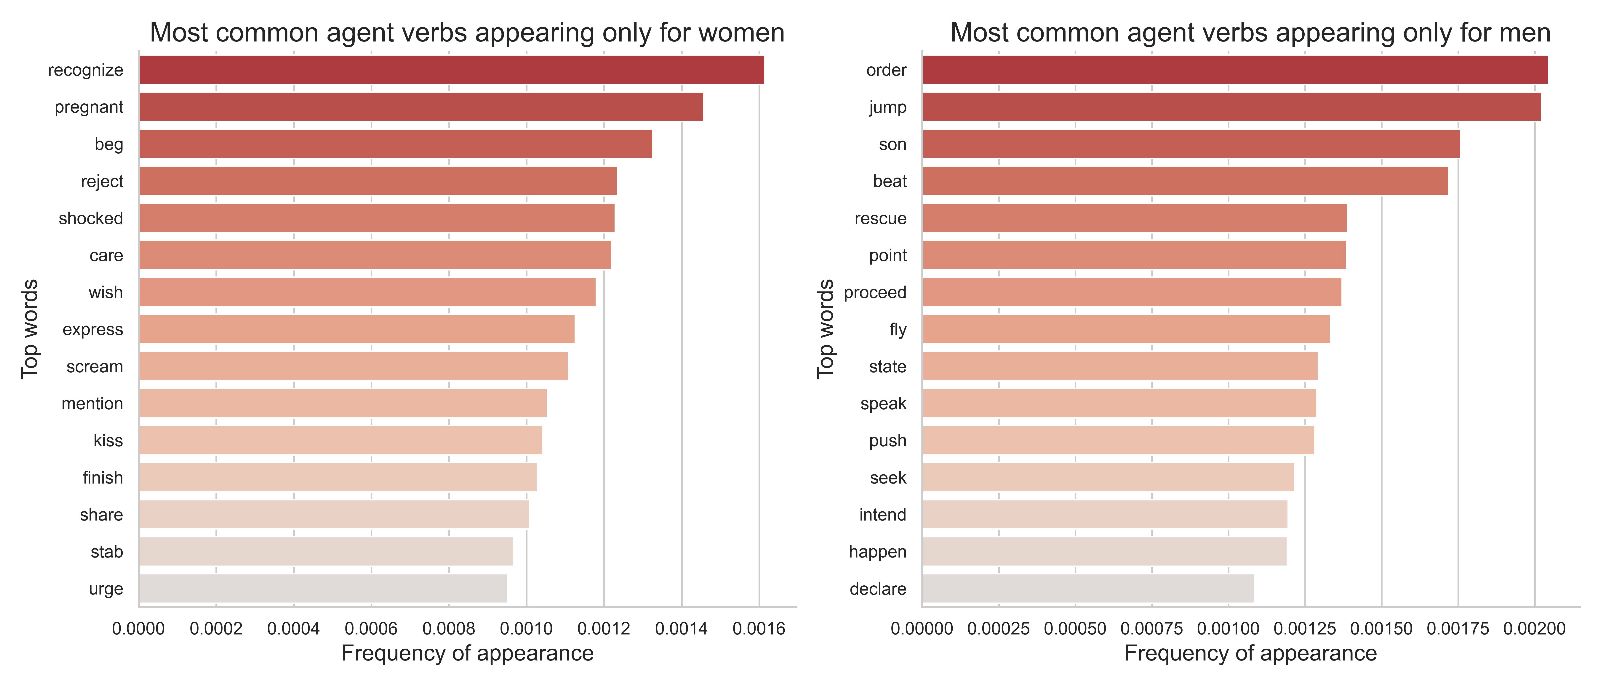 Most common agent verbs appearing only for women
recognize
pregnant
beg
reject
shocked
care
wish
express
scream
mention
kiss
finish
share
stab
urge
Top words
0.0000 0.0002 0.0004 0.0006 0.0008 0.0010 0.0012 0.0014 0.0016
Frequency of appearance
Most common agent verbs appearing only for men
order
jump
son
beat
rescue
point
proceed
fly
state
speak
push
seek
intend
happen
declare
Top words
0.00000 0.00025 0.00050 0.00075 0.00100 0.00125 0.00150 0.00175 0.00200
Frequency of appearance